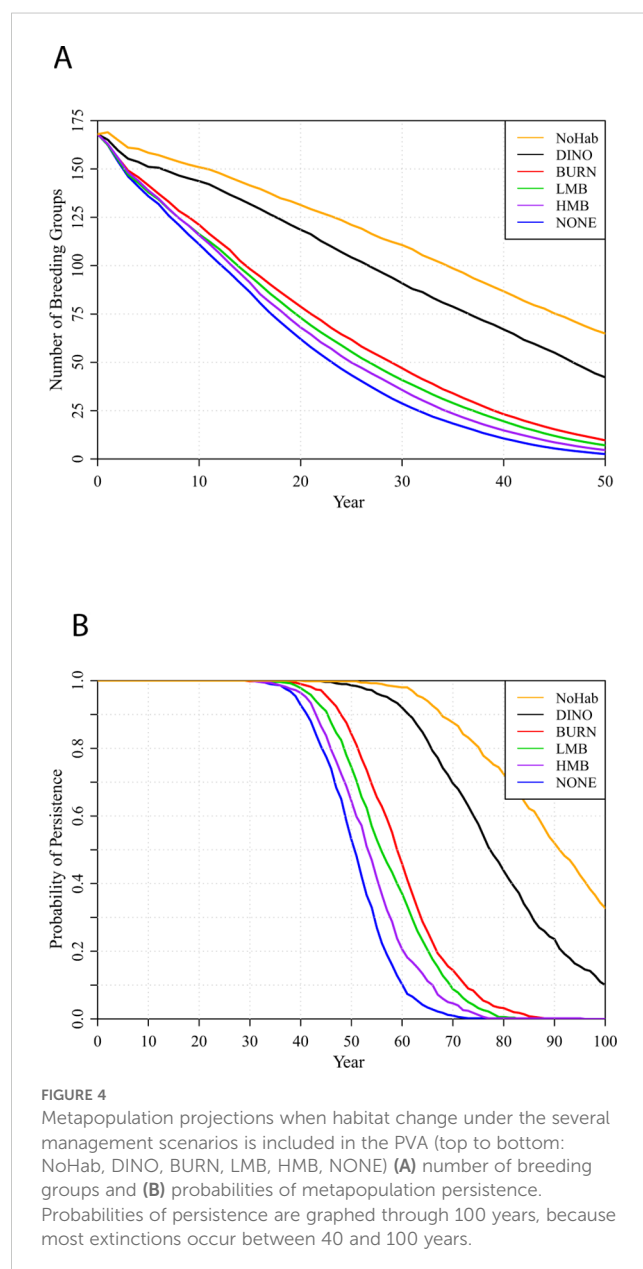 A
175
150
125
100
75
50
25
0
Number of Breeding Groups
NoHab
DINO
BURN
LMB
HMB
NONE
0 10 20 30 40 50
Year
B
1.0
0.8
0.6
0.4
0.2
0.0
Probability of Persistence
NoHab
DINO
BURN
LMB
HMB
NONE
0 10 20 30 40 50 60 70 80 90 100
Year
FIGURE 4
Metapopulation projections when habitat change under the several
management scenarios is included in the PVA (top to bottom:
NoHab, DINO, BURN, LMB, HMB, NONE) (A) number of breeding
groups and (B) probabilities of metapopulation persistence.
Probabilities of persistence are graphed through 100 years, because
most extinctions occur between 40 and 100 years.